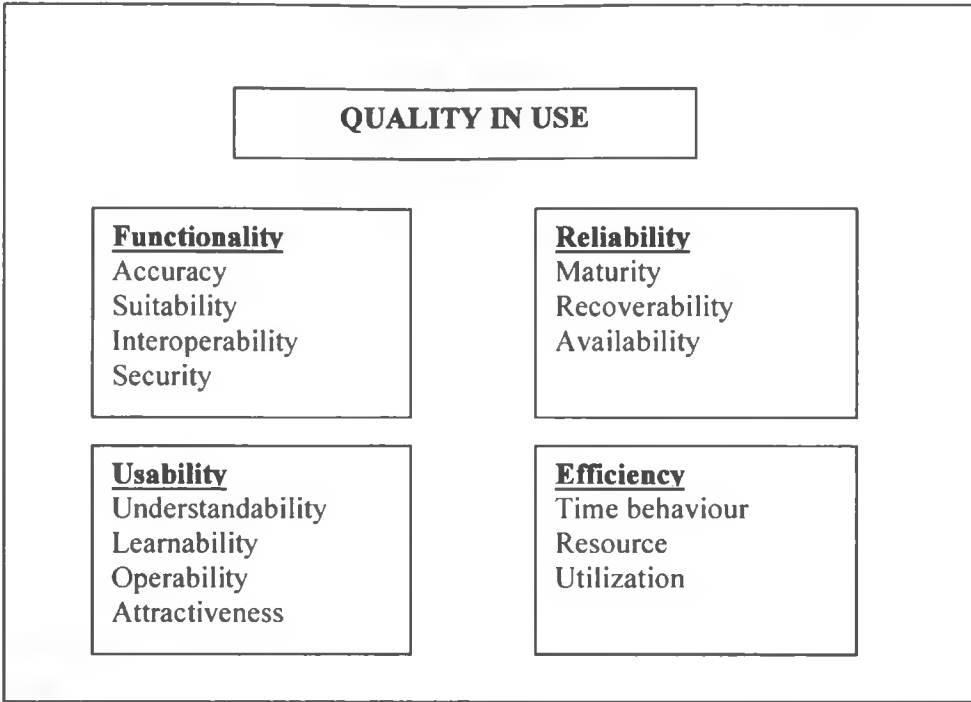 QUALITY IN USE
Functionality
Accuracy
Suitability
Interoperability
Security
Reliability
Maturity
Recoverability
Availability
Usability
Understandability
Learnability
Operability
Attractiveness
Efficiency
Time behaviour
Resource
Utilization